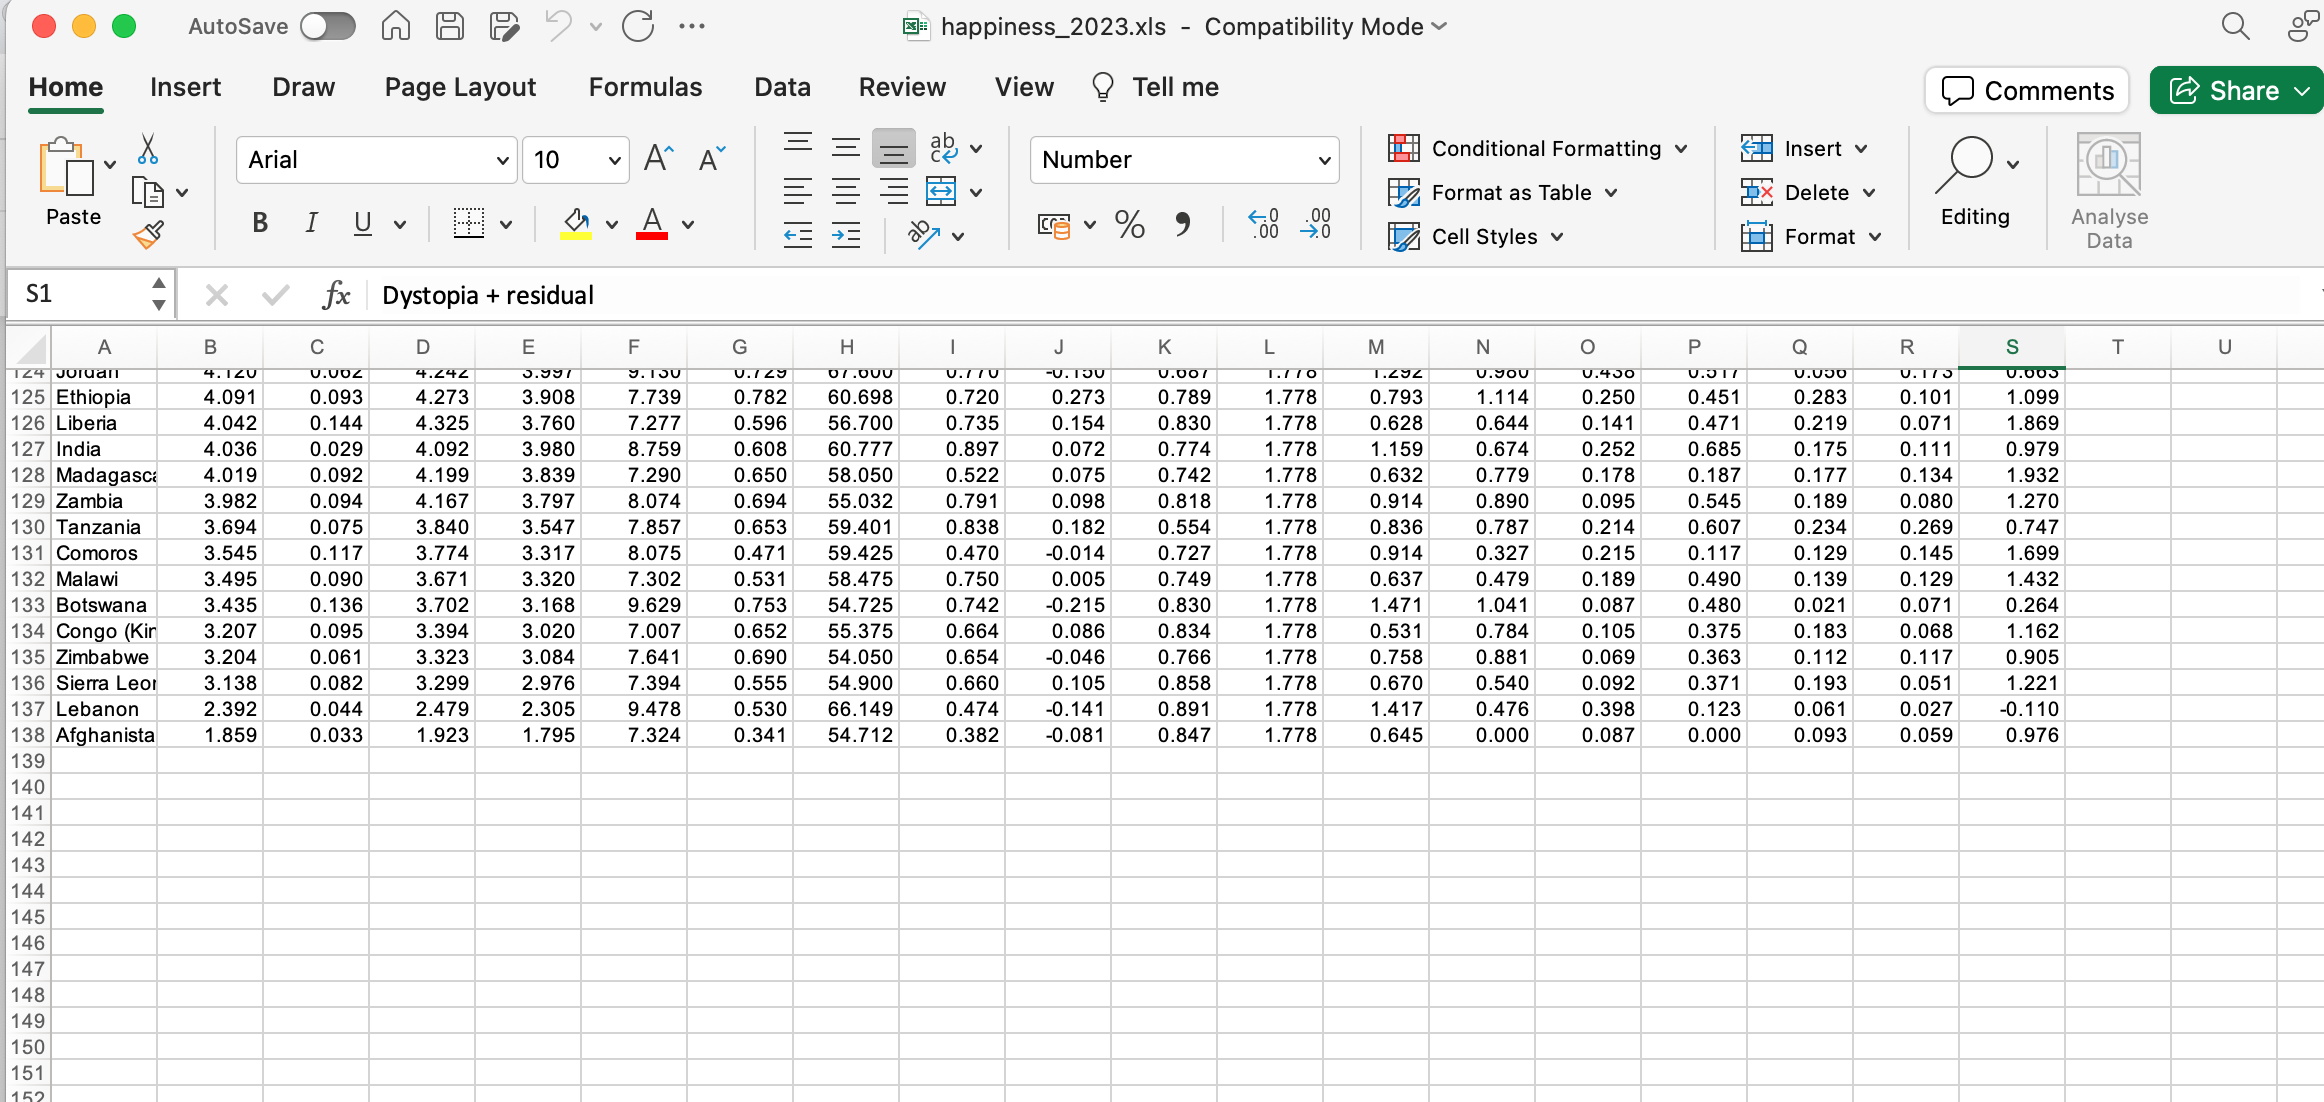 AutoSave happiness_2023.xls - Compatibility Mode
Home Insert Draw Page Layout Formulas Data Review View Tell me Comments Share
Paste Arial 10 Number Conditional Formatting Format as Table Cell Styles Insert Delete Format Editing Analyse Data
S1 fx Dystopia + residual
A B C D E F G H I J K L M N O P Q R S T U
124 Jordan 4.120 0.062 4.242 3.997 9.130 0.729 67.600 0.770 -0.150 0.687 1.778 1.292 0.980 0.438 0.517 0.056 0.173 0.663
125 Ethiopia 4.091 0.093 4.273 3.908 7.739 0.782 60.698 0.720 0.273 0.789 1.778 0.793 1.114 0.250 0.451 0.283 0.101 1.099
126 Liberia 4.042 0.144 4.325 3.760 7.277 0.596 56.700 0.735 0.154 0.830 1.778 0.628 0.644 0.141 0.471 0.219 0.071 1.869
127 India 4.036 0.029 4.092 3.980 8.759 0.608 60.777 0.897 0.072 0.774 1.778 1.159 0.674 0.252 0.685 0.175 0.111 0.979
128 Madagasca 4.019 0.092 4.199 3.839 7.290 0.650 58.050 0.522 0.075 0.742 1.778 0.632 0.779 0.178 0.187 0.177 0.134 1.932
129 Zambia 3.982 0.094 4.167 3.797 8.074 0.694 55.032 0.791 0.098 0.818 1.778 0.914 0.890 0.095 0.545 0.189 0.080 1.270
130 Tanzania 3.694 0.075 3.840 3.547 7.857 0.653 59.401 0.838 0.182 0.554 1.778 0.836 0.787 0.214 0.607 0.234 0.269 0.747
131 Comoros 3.545 0.117 3.774 3.317 8.075 0.471 59.425 0.470 -0.014 0.727 1.778 0.914 0.327 0.215 0.117 0.129 0.145 1.699
132 Malawi 3.495 0.090 3.671 3.320 7.302 0.531 58.475 0.750 0.005 0.749 1.778 0.637 0.479 0.189 0.490 0.139 0.129 1.432
133 Botswana 3.435 0.136 3.702 3.168 9.629 0.753 54.725 0.742 -0.215 0.830 1.778 1.471 1.041 0.087 0.480 0.021 0.071 0.264
134 Congo (Kin 3.207 0.095 3.394 3.020 7.007 0.652 55.375 0.664 0.086 0.834 1.778 0.531 0.784 0.105 0.375 0.183 0.068 1.162
135 Zimbabwe 3.204 0.061 3.323 3.084 7.641 0.690 54.050 0.654 -0.046 0.766 1.778 0.758 0.881 0.069 0.363 0.112 0.117 0.905
136 Sierra Leon 3.138 0.082 3.299 2.976 7.394 0.555 54.900 0.660 0.105 0.858 1.778 0.670 0.540 0.092 0.371 0.193 0.051 1.221
137 Lebanon 2.392 0.044 2.479 2.305 9.478 0.530 66.149 0.474 -0.141 0.891 1.778 1.417 0.476 0.398 0.123 0.061 0.027 -0.110
138 Afghanista 1.859 0.033 1.923 1.795 7.324 0.341 54.712 0.382 -0.081 0.847 1.778 0.645 0.000 0.087 0.000 0.093 0.059 0.976
139
140
141
142
143
144
145
146
147
148
149
150
151
152